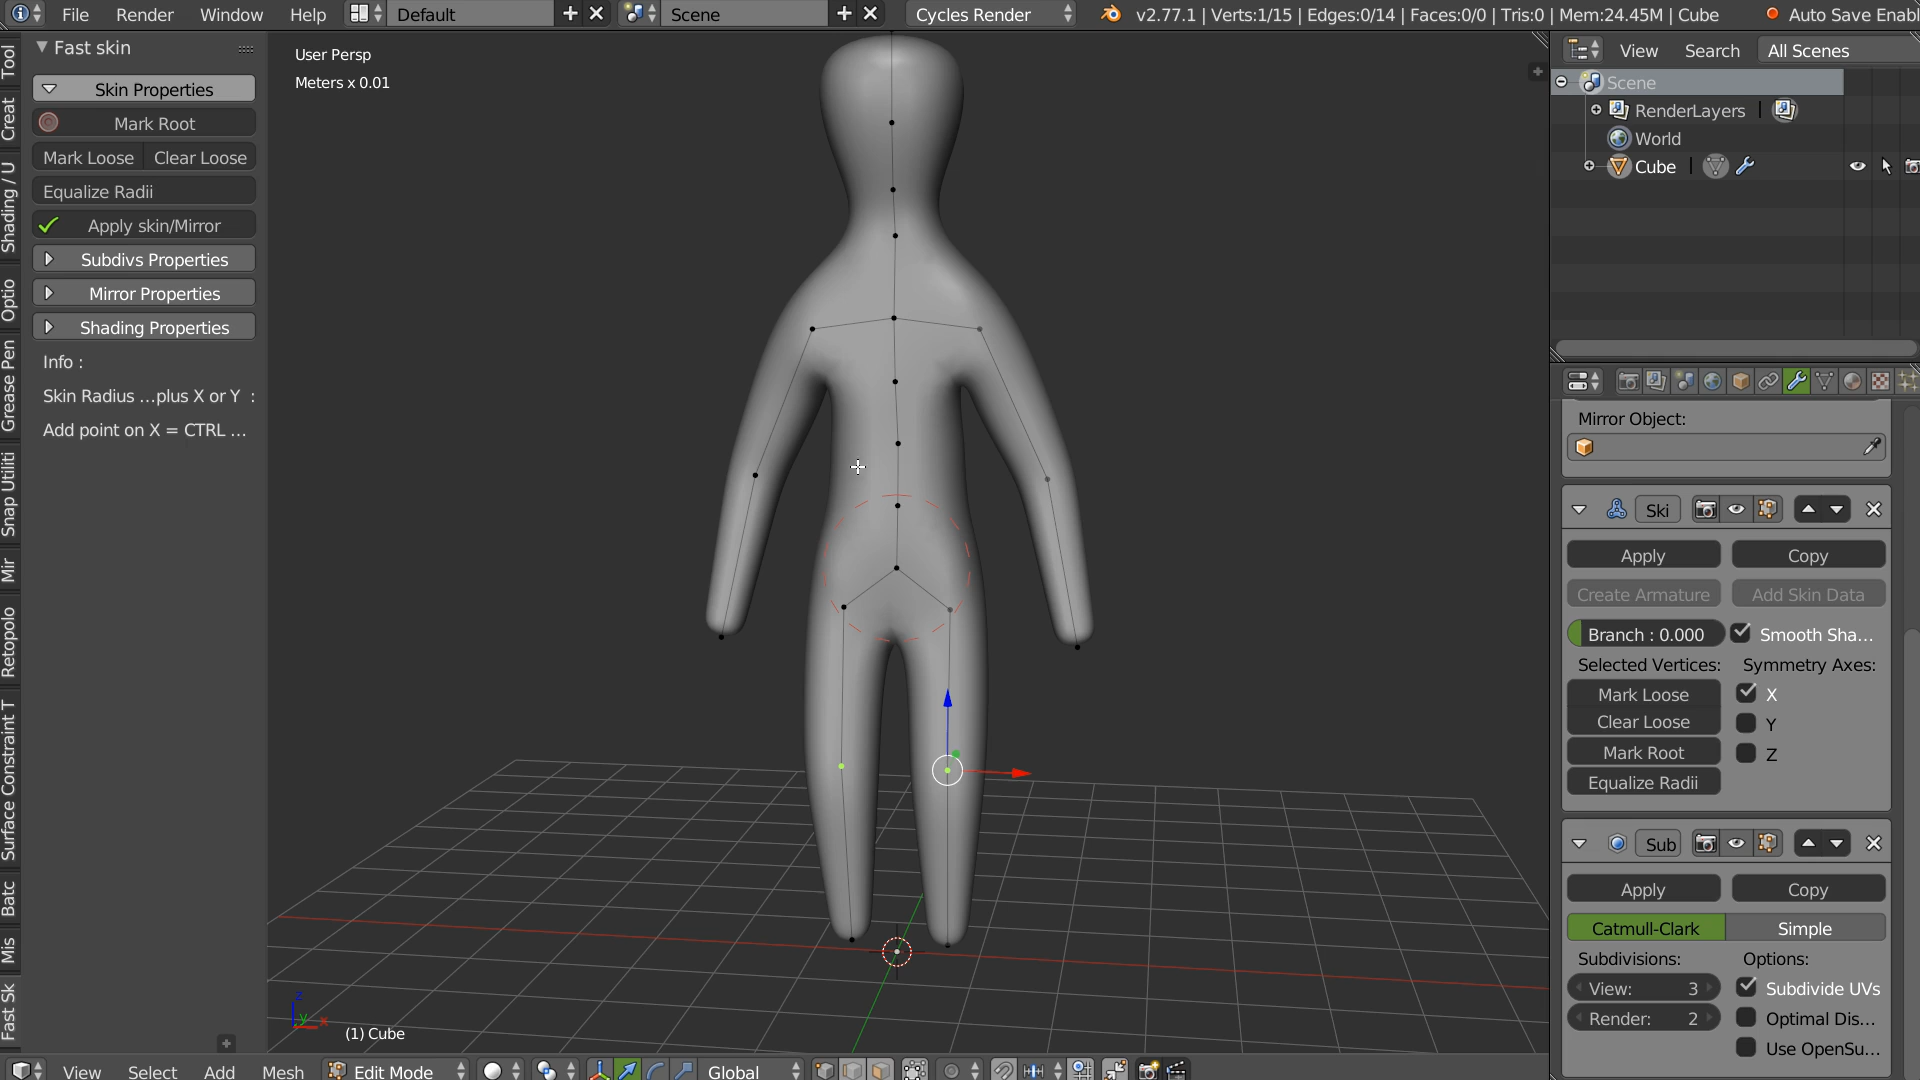 File Render Window Help Default Scene Cycles Render v2.77.1 | Verts:1/15 | Edges:0/14 | Faces:0/0 | Tris:0 | Mem:24.45M | Cube Auto Save Enabl
Tool
Creat
Shading / U
Optio
Grease Pen
Snap Utiliti
Mir
Retopolo
Surface Constraint T
Batc
Mis
Fast Sk
Fast skin
Skin Properties
Mark Root
Mark Loose Clear Loose
Equalize Radii
Apply skin/Mirror
Subdivs Properties
Mirror Properties
Shading Properties
Info :
Skin Radius ...plus X or Y :
Add point on X = CTRL ...
User Persp
Meters x 0.01
z
y
x
(1) Cube
View Search All Scenes
Scene
RenderLayers |
World
Cube |
Mirror Object:
Ski
Apply Copy
Create Armature Add Skin Data
Branch : 0.000 Smooth Sha...
Selected Vertices: Symmetry Axes:
Mark Loose X
Clear Loose Y
Mark Root Z
Equalize Radii
Sub
Apply Copy
Catmull-Clark Simple
Subdivisions: Options:
View: 3 Subdivide UVs
Render: 2 Optimal Dis...
Use OpenSu...
View Select Add Mesh Edit Mode Global